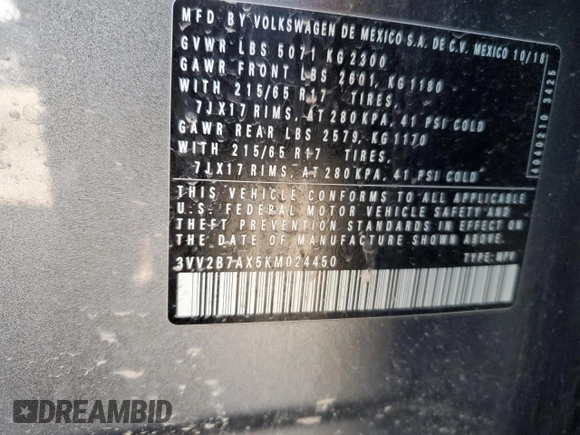 MFD BY VOLKSWAGEN DE MEXICO S.A. DE C.V. MEXICO 10/18
GVWR LBS 5071 KG 2300
GAWR FRONT LBS 2601, KG 1180
WITH 215/65 R17 TIRES,
7JX17 RIMS, AT 280 KPA, 41 PSI COLD
GAWR REAR LBS 2579, KG 1170
WITH 215/65 R17 TIRES,
7JX17 RIMS, AT 280 KPA, 41 PSI COLD
THIS VEHICLE CONFORMS TO ALL APPLICABLE
U.S. FEDERAL MOTOR VEHICLE SAFETY AND
THEFT PREVENTION STANDARDS IN EFFECT ON
THE DATE OF MANUFACTURE SHOWN ABOVE.
3VV2B7AX5KM024450 TYPE: MPV
4040210 3425
DREAMBID